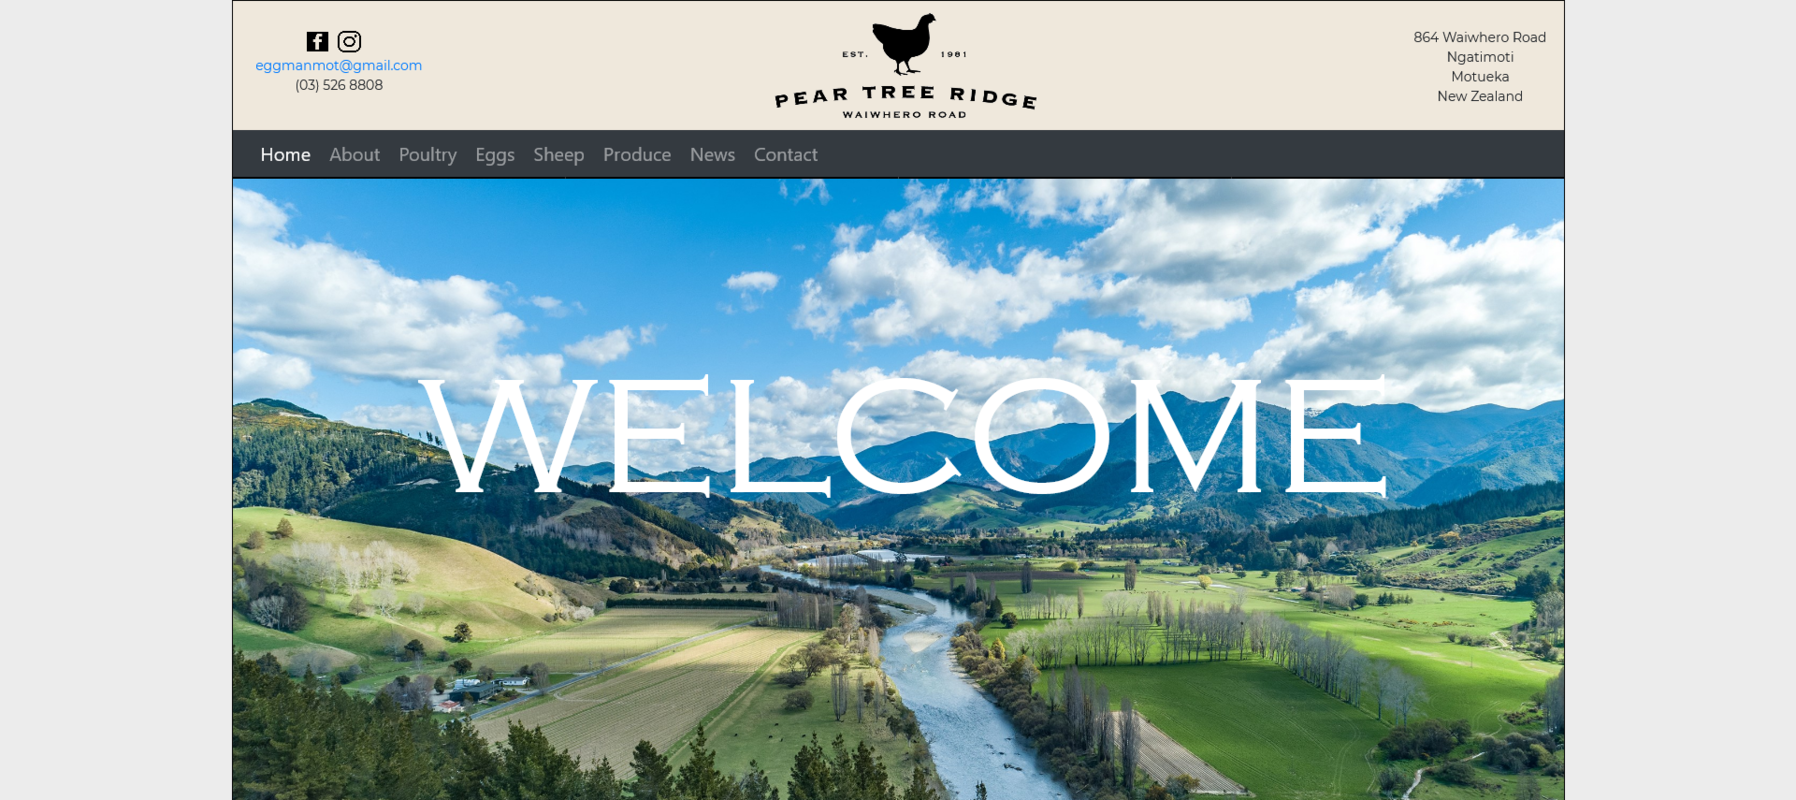 eggmanmot@gmail.com
(03) 526 8808
EST. 1981
PEAR TREE RIDGE
WAIWHERO ROAD
864 Waiwhero Road
Ngatimoti
Motueka
New Zealand
Home About Poultry Eggs Sheep Produce News Contact
WELCOME